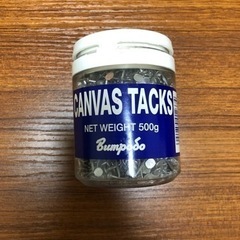 CANVAS TACKS
NET WEIGHT 500g
Bumpodo